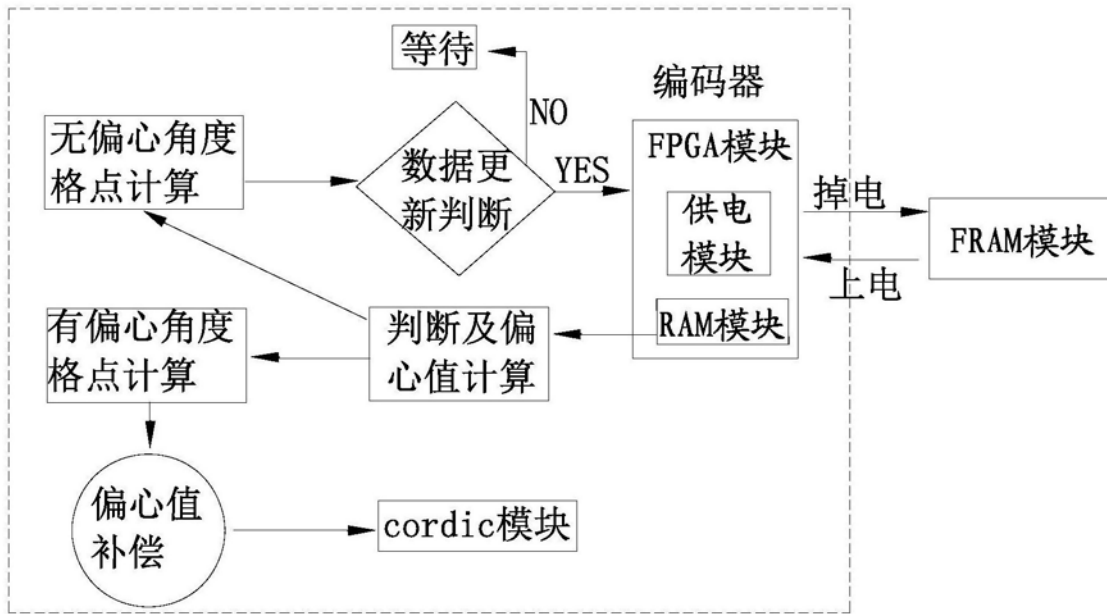 等待
编码器
NO
无偏心角度
格点计算
数据更
新判断
YES
FPGA模块
供电
模块
掉电
FRAM模块
上电
有偏心角度
格点计算
判断及偏
心值计算
RAM模块
偏心值
补偿
cordic模块